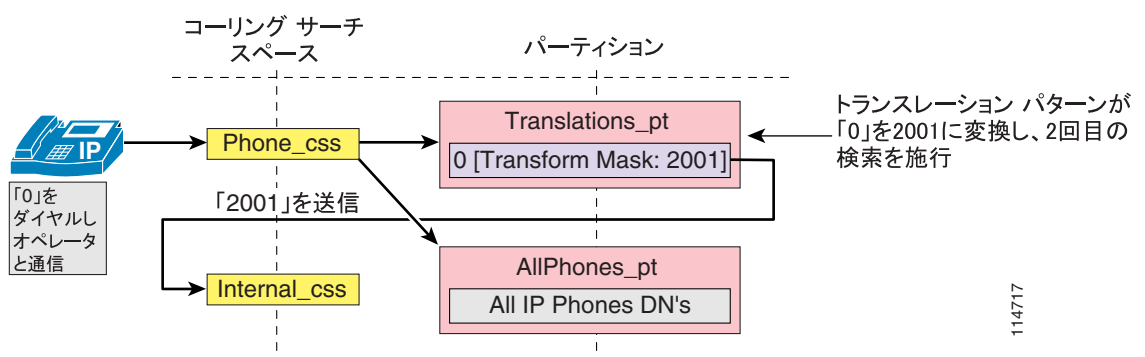 コーリング サーチ
スペース
パーティション
IP
「0」を
ダイヤルし
オペレータ
と通信
Phone_css
Translations_pt
0 [Transform Mask: 2001]
トランスレーション パターンが
「0」を2001に変換し、2回目の
検索を施行
「2001」を送信
Internal_css
AllPhones_pt
All IP Phones DN's
114717